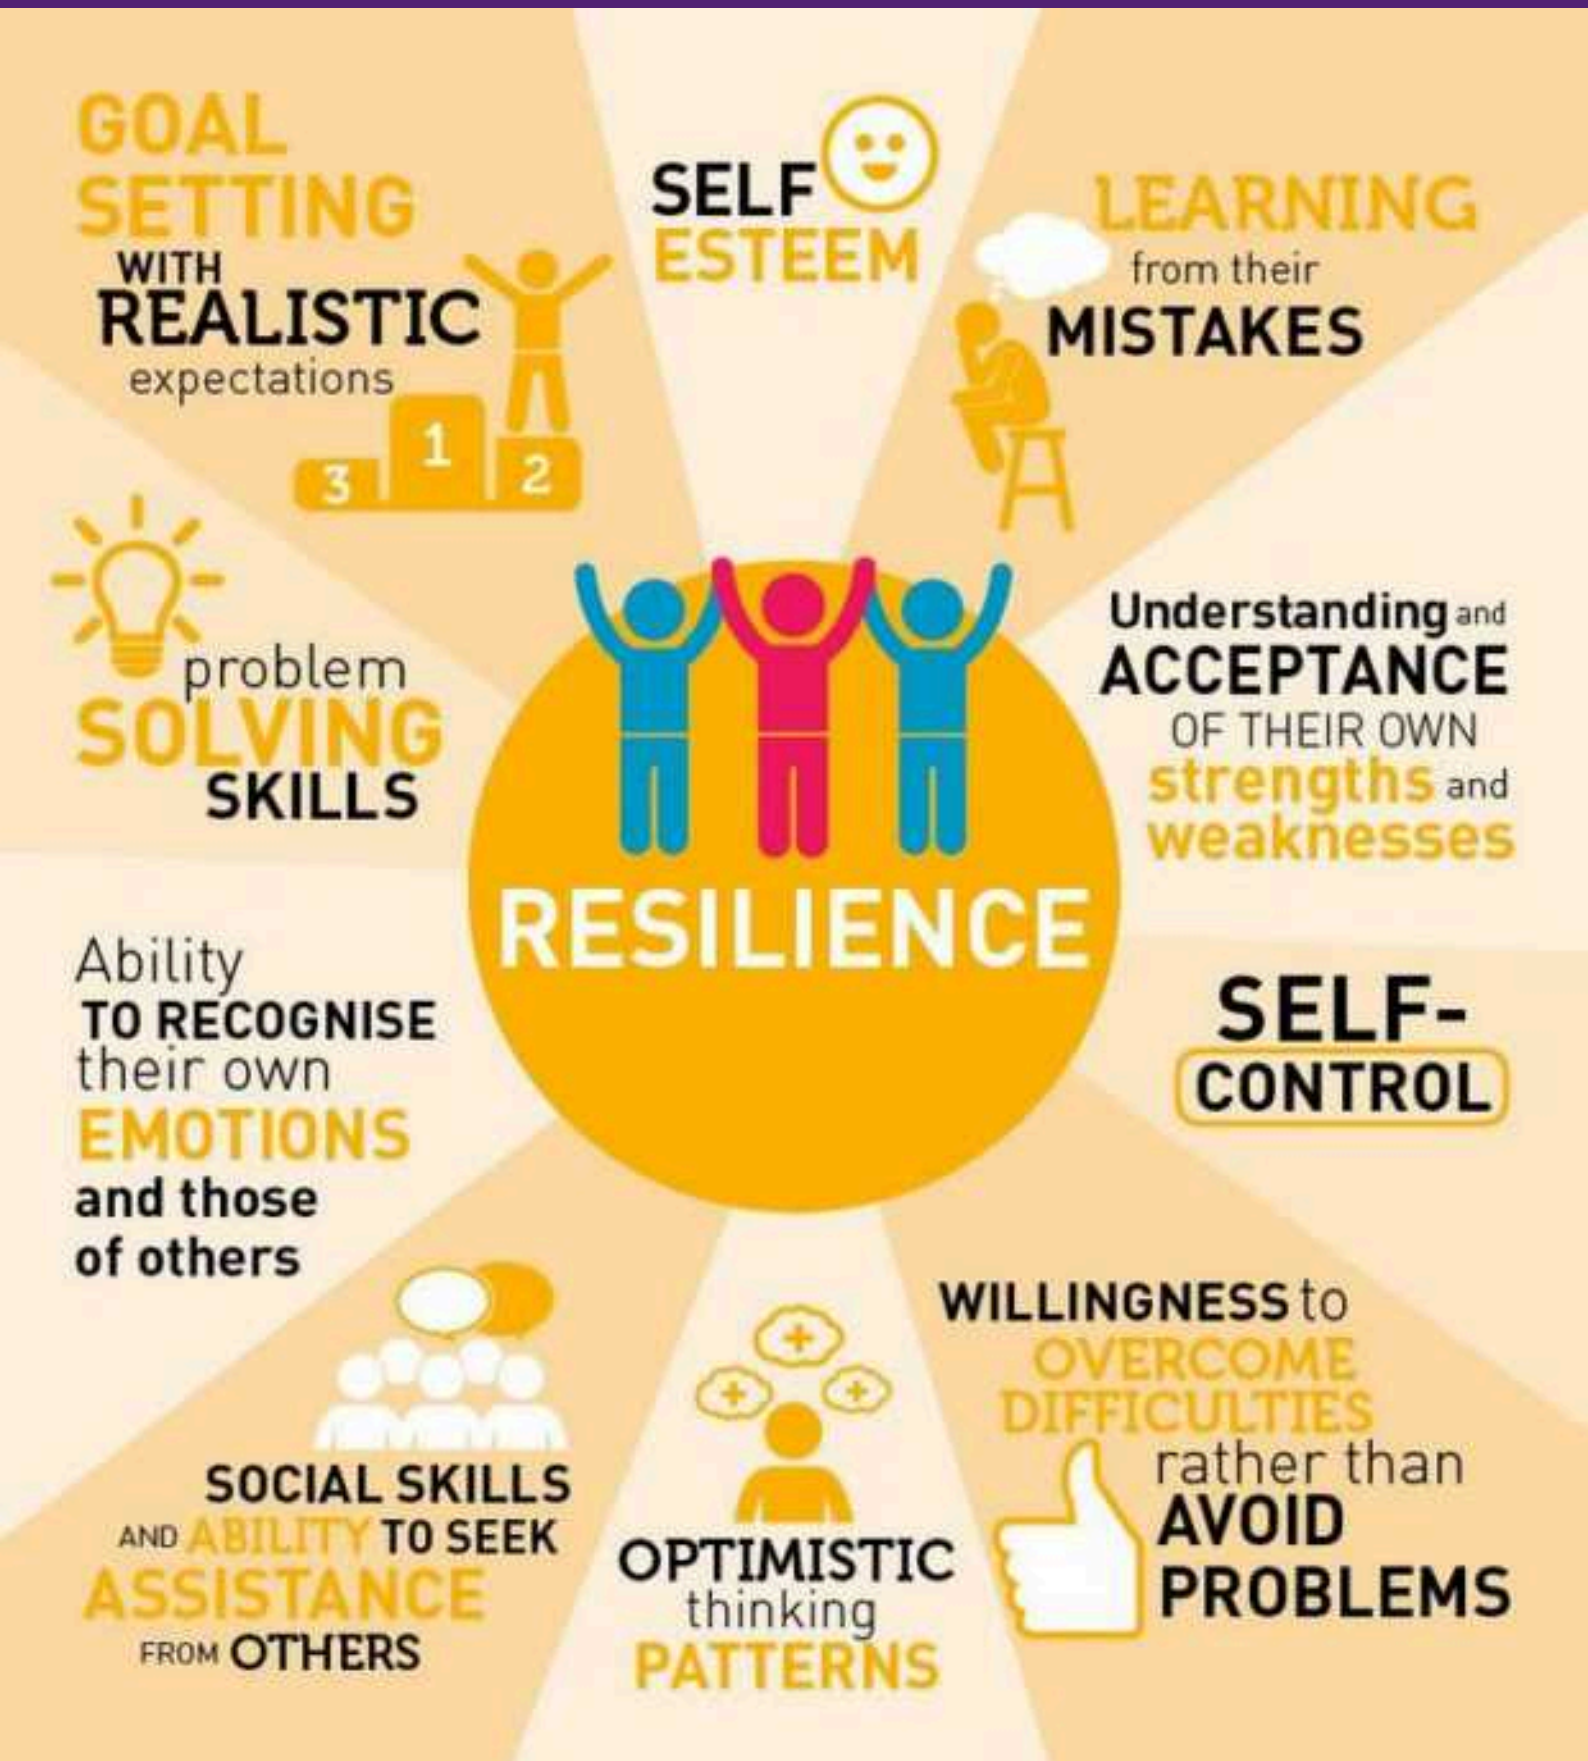 GOAL
SETTING
WITH
REALISTIC
expectations
3
1
2
SELF
ESTEEM
LEARNING
from their
MISTAKES
Understanding and
ACCEPTANCE
OF THEIR OWN
strengths and
weaknesses
SELF-
CONTROL
WILLINGNESS to
OVERCOME
DIFFICULTIES
rather than
AVOID
PROBLEMS
OPTIMISTIC
thinking
PATTERNS
SOCIAL SKILLS
AND ABILITY TO SEEK
ASSISTANCE
FROM OTHERS
Ability
TO RECOGNISE
their own
EMOTIONS
and those
of others
problem
SOLVING
SKILLS
RESILIENCE